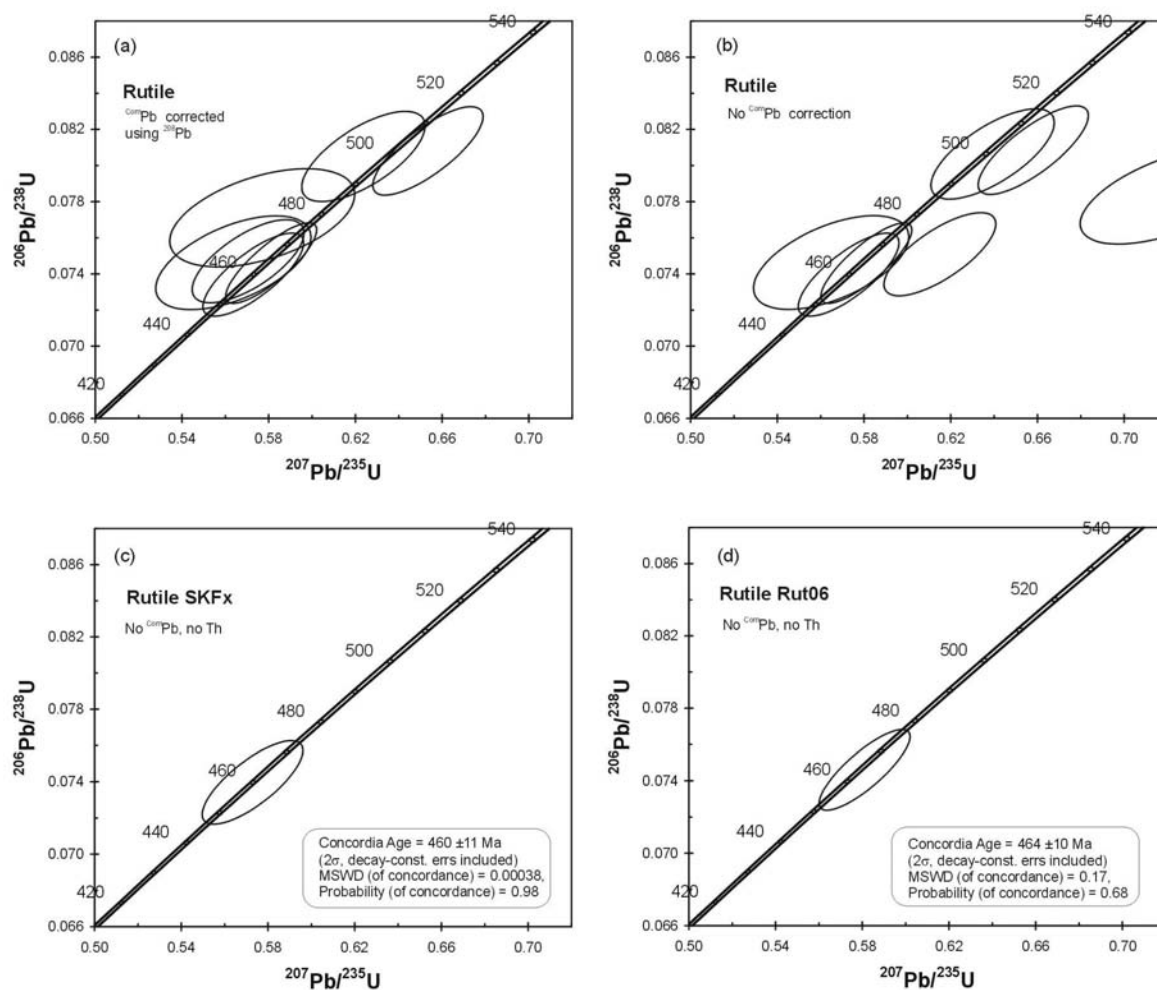 (a)
Rutile
ComPb corrected
using 208Pb
206Pb/238U
0.086
0.082
0.078
0.074
0.070
0.066
540
520
500
480
460
440
420
0.50 0.54 0.58 0.62 0.66 0.70
207Pb/235U
(b)
Rutile
No ComPb correction
206Pb/238U
0.086
0.082
0.078
0.074
0.070
0.066
540
520
500
480
460
440
420
0.50 0.54 0.58 0.62 0.66 0.70
207Pb/235U
(c)
Rutile SKFx
No ComPb, no Th
206Pb/238U
0.086
0.082
0.078
0.074
0.070
0.066
540
520
500
480
460
440
420
Concordia Age = 460 ±11 Ma
(2σ, decay-const. errs included)
MSWD (of concordance) = 0.00038,
Probability (of concordance) = 0.98
0.50 0.54 0.58 0.62 0.66 0.70
207Pb/235U
(d)
Rutile Rut06
No ComPb, no Th
206Pb/238U
0.086
0.082
0.078
0.074
0.070
0.066
540
520
500
480
460
440
420
Concordia Age = 464 ±10 Ma
(2σ, decay-const. errs included)
MSWD (of concordance) = 0.17,
Probability (of concordance) = 0.68
0.50 0.54 0.58 0.62 0.66 0.70
207Pb/235U